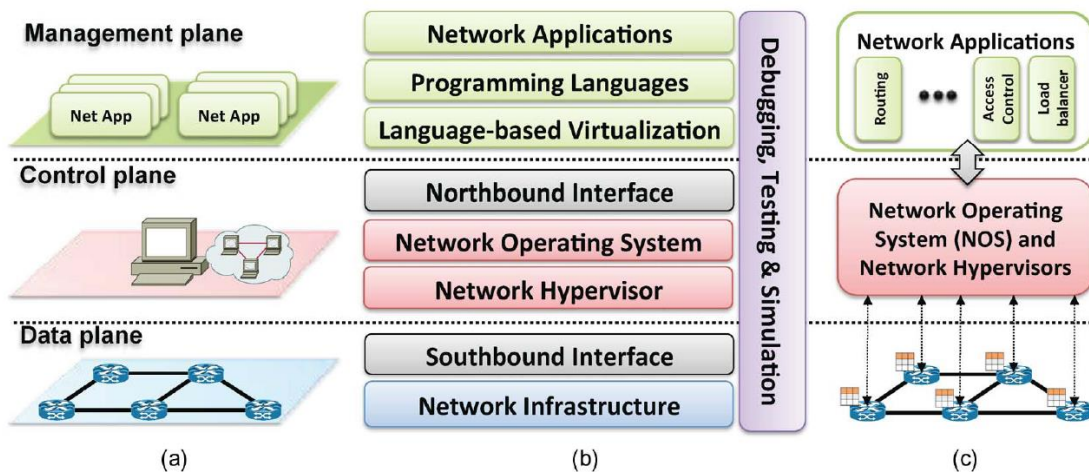 Management plane
Net App
Net App
Control plane
Data plane
(a)
Network Applications
Programming Languages
Language-based Virtualization
Northbound Interface
Network Operating System
Network Hypervisor
Southbound Interface
Network Infrastructure
Debugging, Testing & Simulation
(b)
Network Applications
Routing
Access
Control
Load
balancer
Network Operating
System (NOS) and
Network Hypervisors
(c)